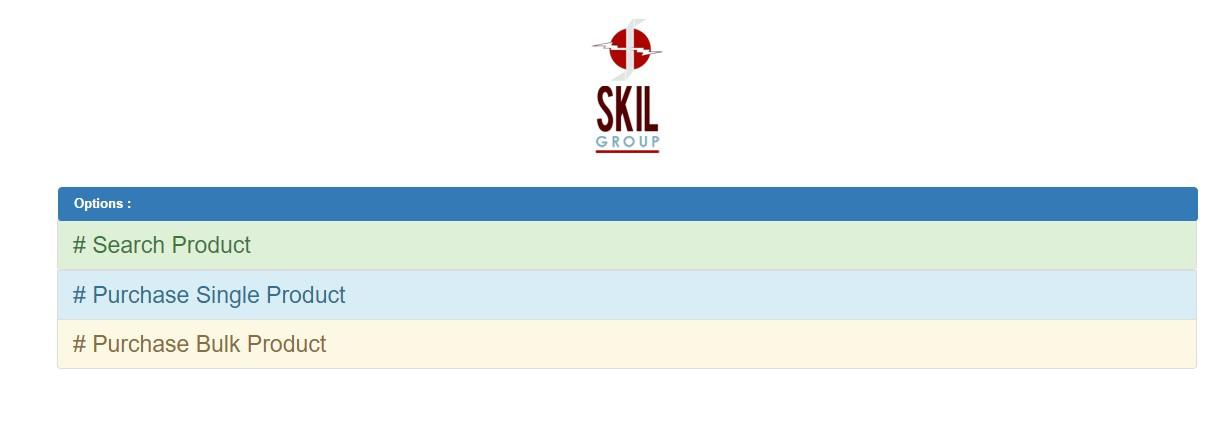 SKIL
GROUP
Options :
# Search Product
# Purchase Single Product
# Purchase Bulk Product